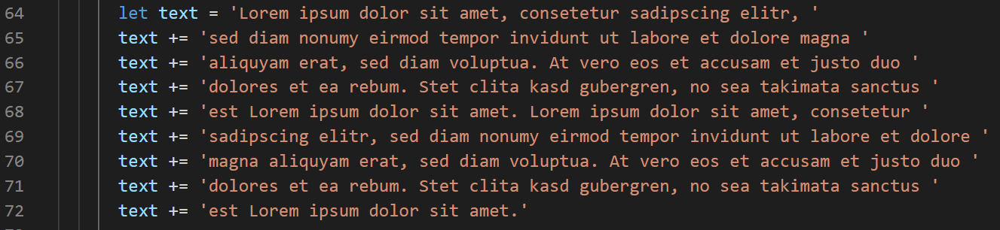 64 let text = 'Lorem ipsum dolor sit amet, consetetur sadipscing elitr, '
65 text += 'sed diam nonumy eirmod tempor invidunt ut labore et dolore magna '
66 text += 'aliquyam erat, sed diam voluptua. At vero eos et accusam et justo duo '
67 text += 'dolores et ea rebum. Stet clita kasd gubergren, no sea takimata sanctus '
68 text += 'est Lorem ipsum dolor sit amet. Lorem ipsum dolor sit amet, consetetur '
69 text += 'sadipscing elitr, sed diam nonumy eirmod tempor invidunt ut labore et dolore '
70 text += 'magna aliquyam erat, sed diam voluptua. At vero eos et accusam et justo duo '
71 text += 'dolores et ea rebum. Stet clita kasd gubergren, no sea takimata sanctus '
72 text += 'est Lorem ipsum dolor sit amet.'